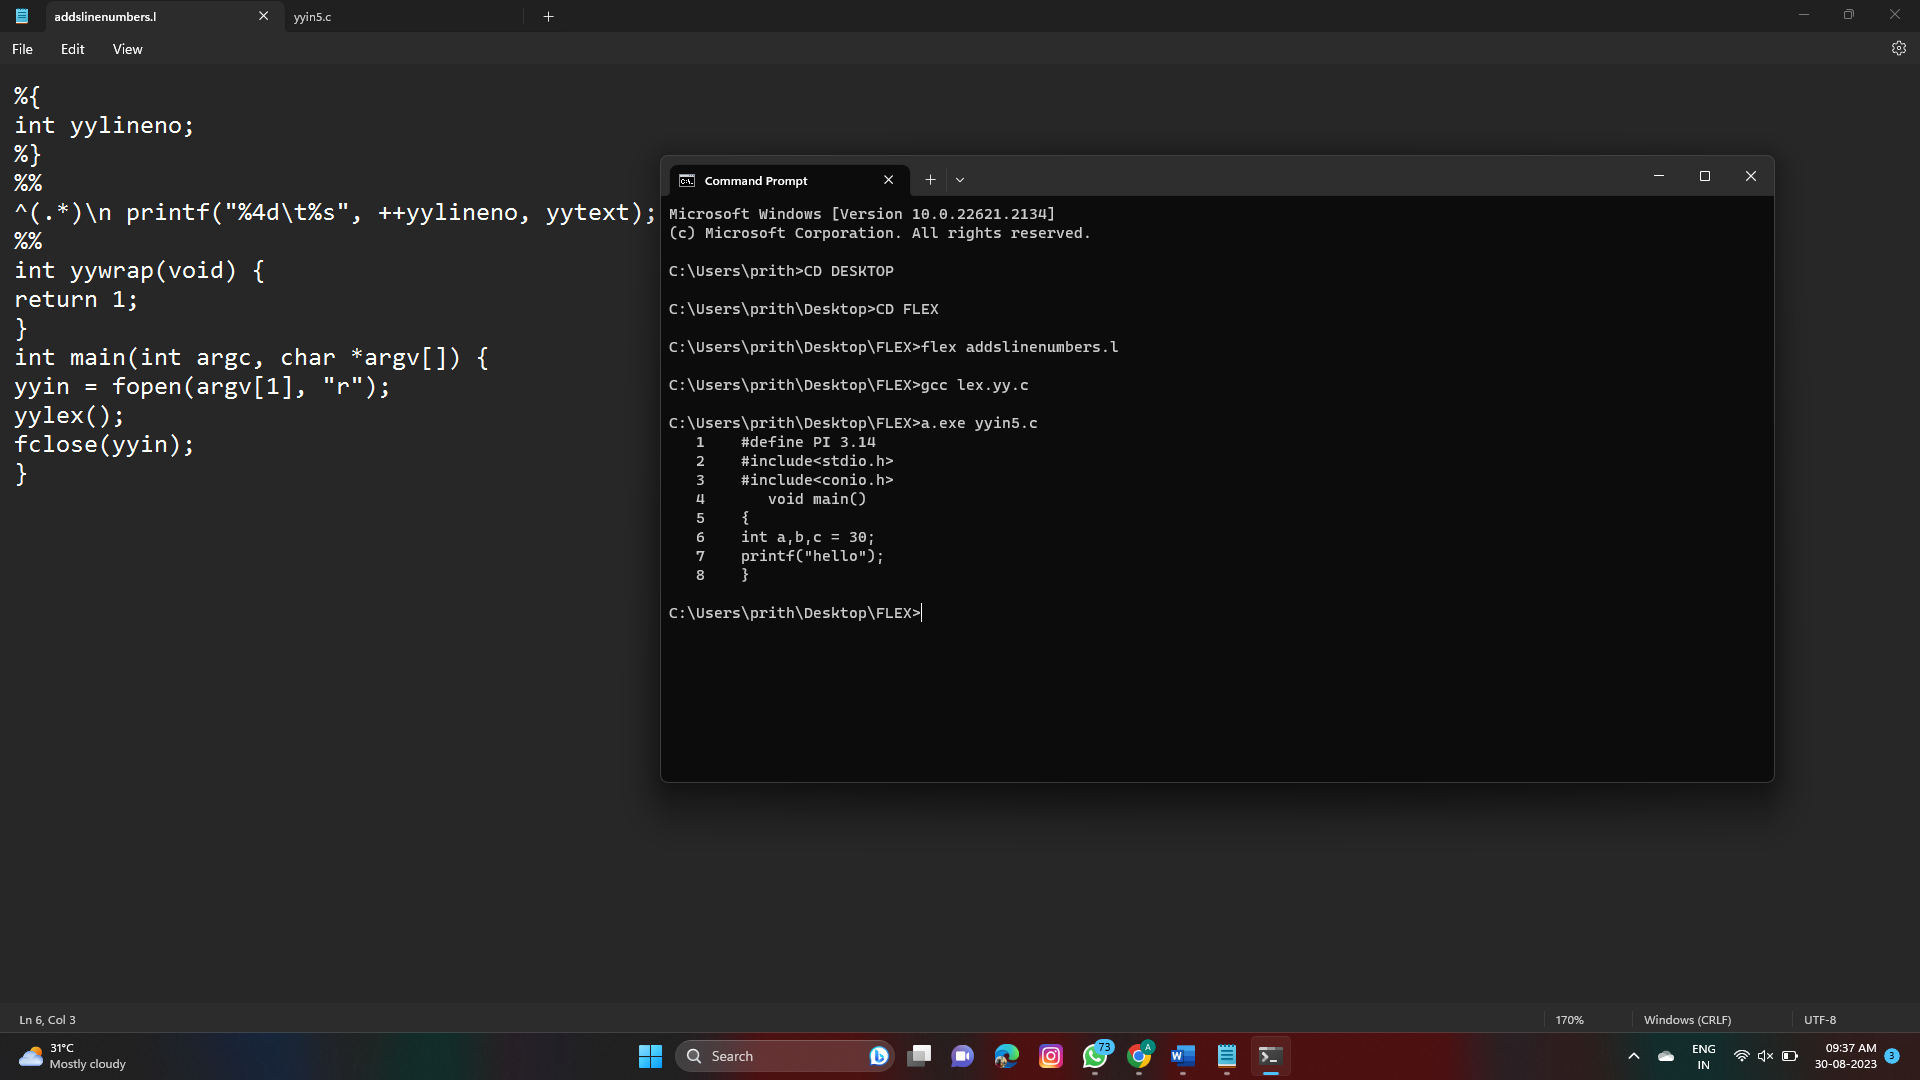 addslinenumbers.l
yyin5.c
File Edit View
%{
int yylineno;
%}
%%
^(.*)\n printf("%4d\t%s", ++yylineno, yytext);
%%
int yywrap(void) {
return 1;
}
int main(int argc, char *argv[]) {
yyin = fopen(argv[1], "r");
yylex();
fclose(yyin);
}
Command Prompt
Microsoft Windows [Version 10.0.22621.2134]
(c) Microsoft Corporation. All rights reserved.
C:\Users\prith>CD DESKTOP
C:\Users\prith\Desktop>CD FLEX
C:\Users\prith\Desktop\FLEX>flex addslinenumbers.l
C:\Users\prith\Desktop\FLEX>gcc lex.yy.c
C:\Users\prith\Desktop\FLEX>a.exe yyin5.c
1 #define PI 3.14
2 #include<stdio.h>
3 #include<conio.h>
4 void main()
5 {
6 int a,b,c = 30;
7 printf("hello");
8 }
C:\Users\prith\Desktop\FLEX>
Ln 6, Col 3
170%
Windows (CRLF)
UTF-8
31°C
Mostly cloudy
Search
73
A
ENG
IN
09:37 AM
30-08-2023
3